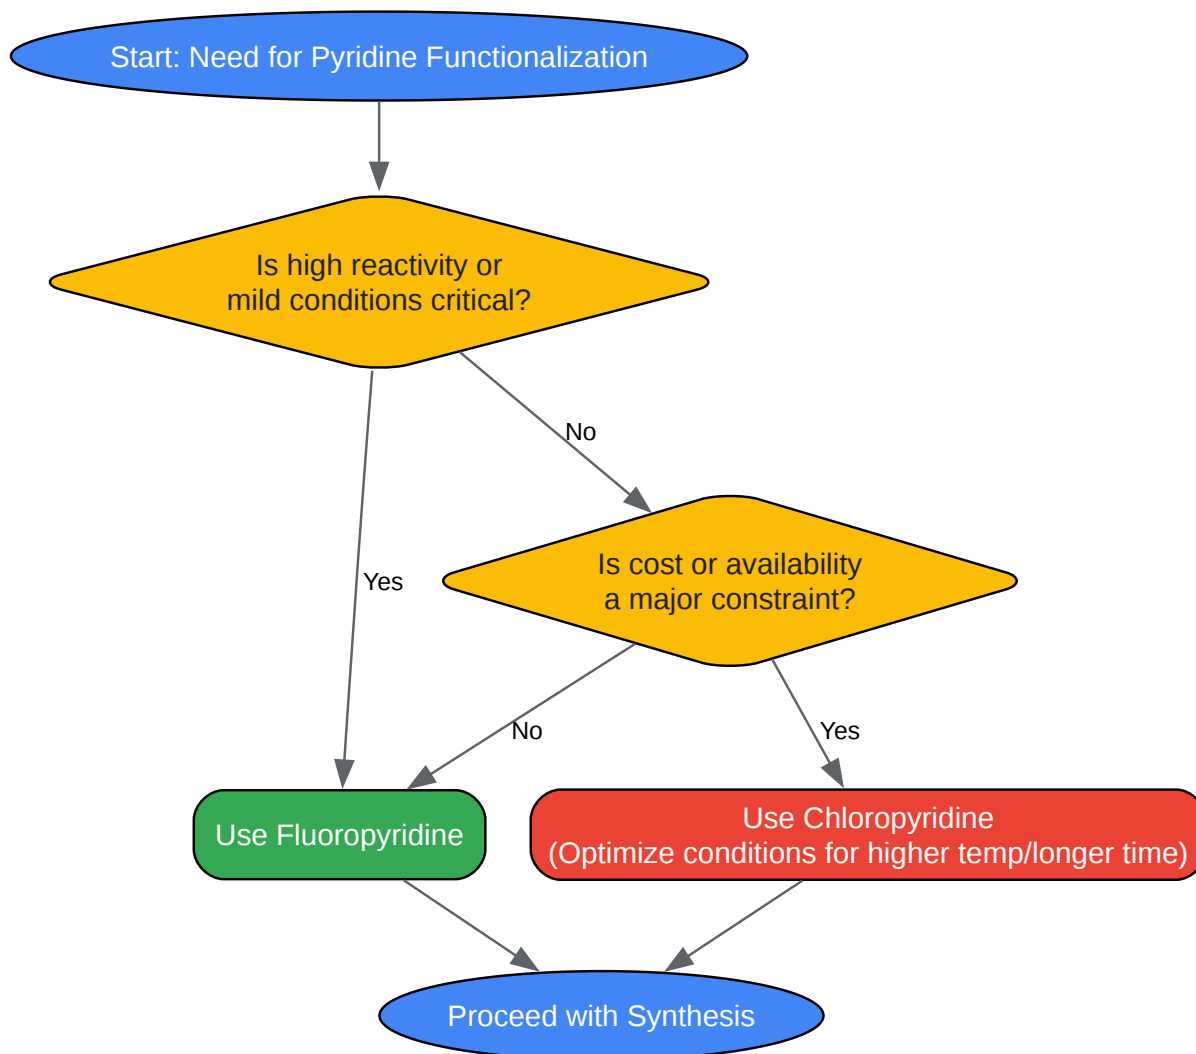 Start: Need for Pyridine Functionalization
Is high reactivity or
mild conditions critical?
No
Is cost or availability
a major constraint?
Yes
No
Yes
Use Fluoropyridine
Use Chloropyridine
(Optimize conditions for higher temp/longer time)
Proceed with Synthesis